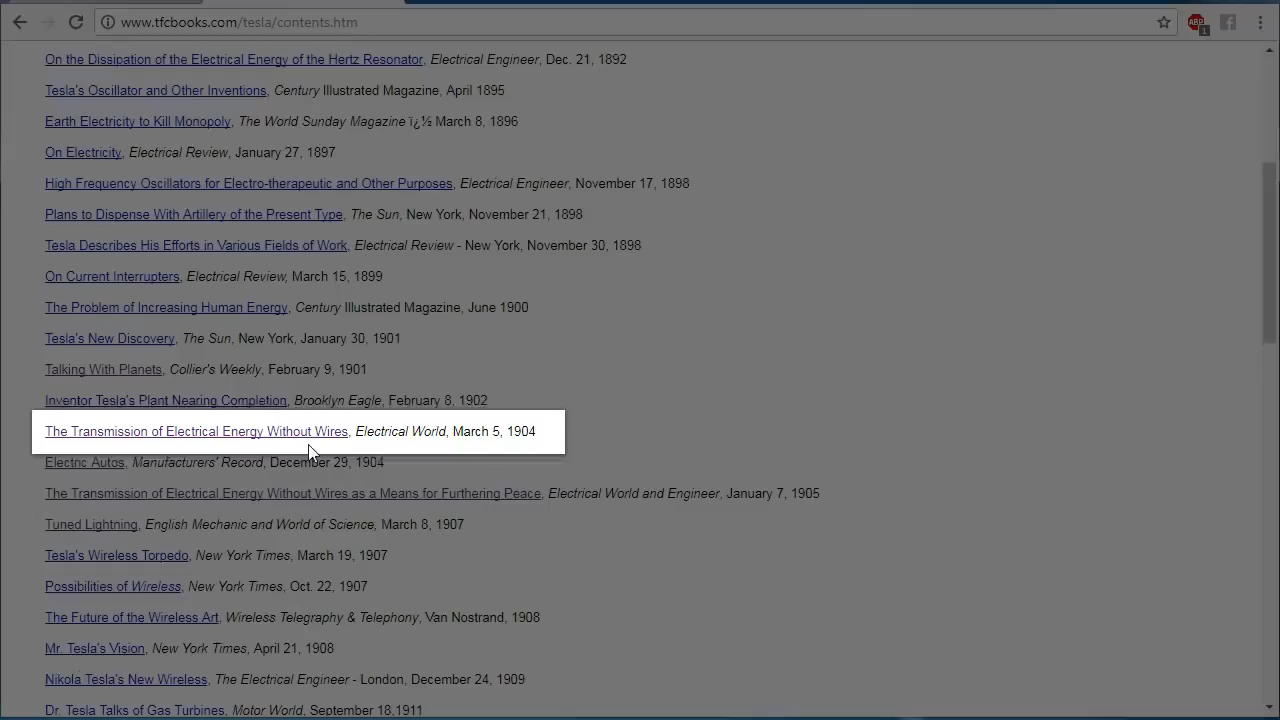 www.tfcbooks.com/tesla/contents.htm
ABP
1
On the Dissipation of the Electrical Energy of the Hertz Resonator, Electrical Engineer, Dec. 21, 1892
Tesla's Oscillator and Other Inventions, Century Illustrated Magazine, April 1895
Earth Electricity to Kill Monopoly, The World Sunday Magazine ï¿½ March 8, 1896
On Electricity, Electrical Review, January 27, 1897
High Frequency Oscillators for Electro-therapeutic and Other Purposes, Electrical Engineer, November 17, 1898
Plans to Dispense With Artillery of the Present Type, The Sun, New York, November 21, 1898
Tesla Describes His Efforts in Various Fields of Work, Electrical Review - New York, November 30, 1898
On Current Interrupters, Electrical Review, March 15, 1899
The Problem of Increasing Human Energy, Century Illustrated Magazine, June 1900
Tesla's New Discovery, The Sun, New York, January 30, 1901
Talking With Planets, Collier's Weekly, February 9, 1901
Inventor Tesla's Plant Nearing Completion, Brooklyn Eagle, February 8, 1902
The Transmission of Electrical Energy Without Wires, Electrical World, March 5, 1904
Electric Autos, Manufacturers' Record, December 29, 1904
The Transmission of Electrical Energy Without Wires as a Means for Furthering Peace, Electrical World and Engineer, January 7, 1905
Tuned Lightning, English Mechanic and World of Science, March 8, 1907
Tesla's Wireless Torpedo, New York Times, March 19, 1907
Possibilities of Wireless, New York Times, Oct. 22, 1907
The Future of the Wireless Art, Wireless Telegraphy & Telephony, Van Nostrand, 1908
Mr. Tesla's Vision, New York Times, April 21, 1908
Nikola Tesla's New Wireless, The Electrical Engineer - London, December 24, 1909
Dr. Tesla Talks of Gas Turbines, Motor World, September 18,1911